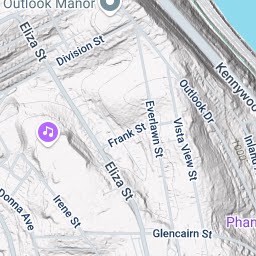 Outlook Manor
Eliza St
Division St
Kennywood
Outlook Dr
Everlawn St
Vista View St
Frank St
Eliza St
Inland
Irene St
Donna Ave
Glencairn St
Phan